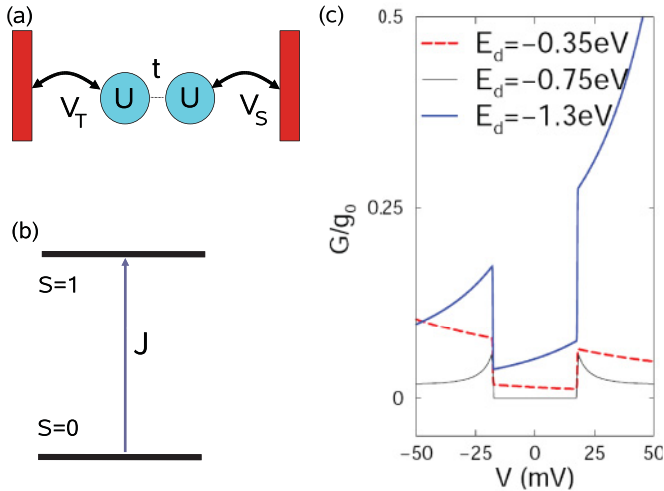 (a)
t
U U
V_T V_S
(b)
S=1
J
S=0
(c)
0.5
E_d=−0.35eV
E_d=−0.75eV
E_d=−1.3eV
G/g_0
0.25
0
−50 −25 0 25 50
V (mV)